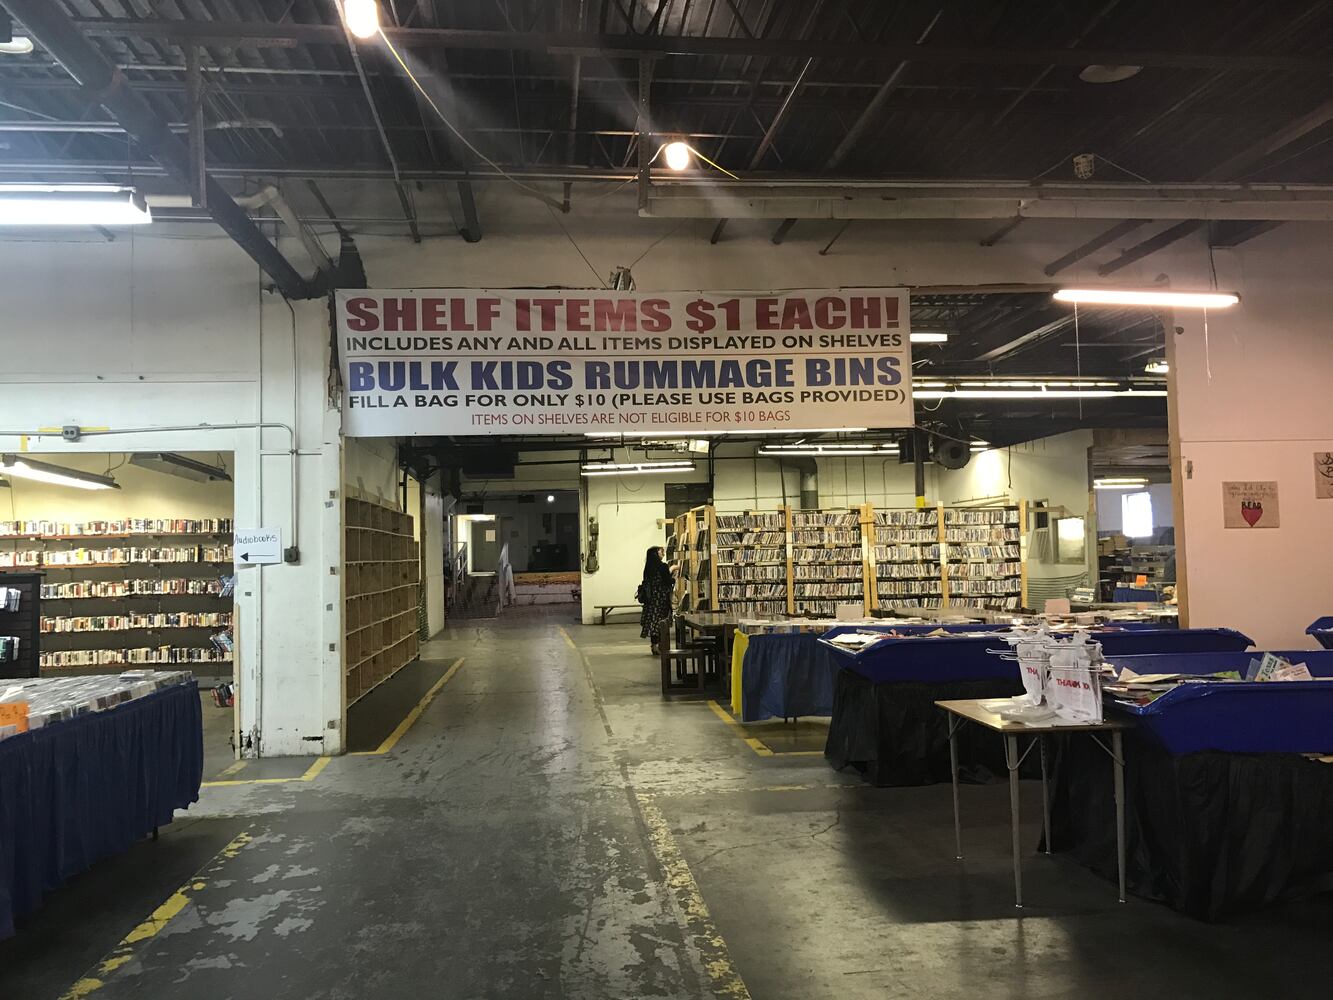 SHELF ITEMS $1 EACH!
INCLUDES ANY AND ALL ITEMS DISPLAYED ON SHELVES
BULK KIDS RUMMAGE BINS
FILL A BAG FOR ONLY $10 (PLEASE USE BAGS PROVIDED)
ITEMS ON SHELVES ARE NOT ELIGIBLE FOR $10 BAGS
Audiobooks
READ